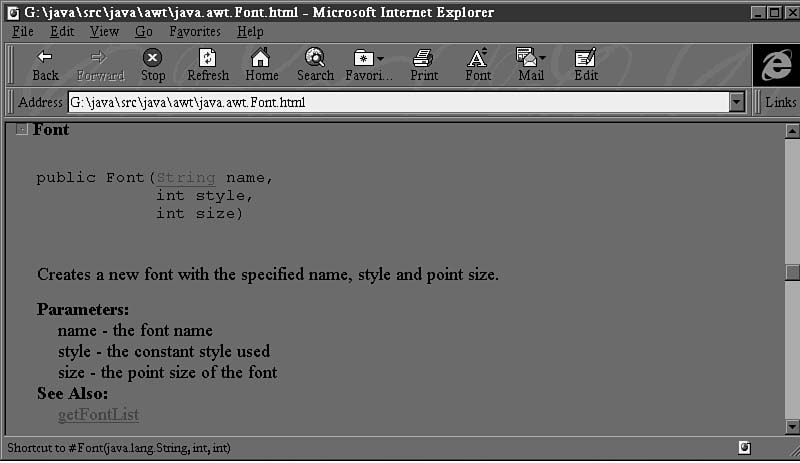 G:\java\src\java\awt\java.awt.Font.html - Microsoft Internet Explorer
File Edit View Go Favorites Help
Back Forward Stop Refresh Home Search Favori... Print Font Mail Edit
Address G:\java\src\java\awt\java.awt.Font.html Links
Font
public Font(String name,
int style,
int size)
Creates a new font with the specified name, style and point size.
Parameters:
name - the font name
style - the constant style used
size - the point size of the font
See Also:
getFontList
Shortcut to #Font(java.lang.String, int, int)